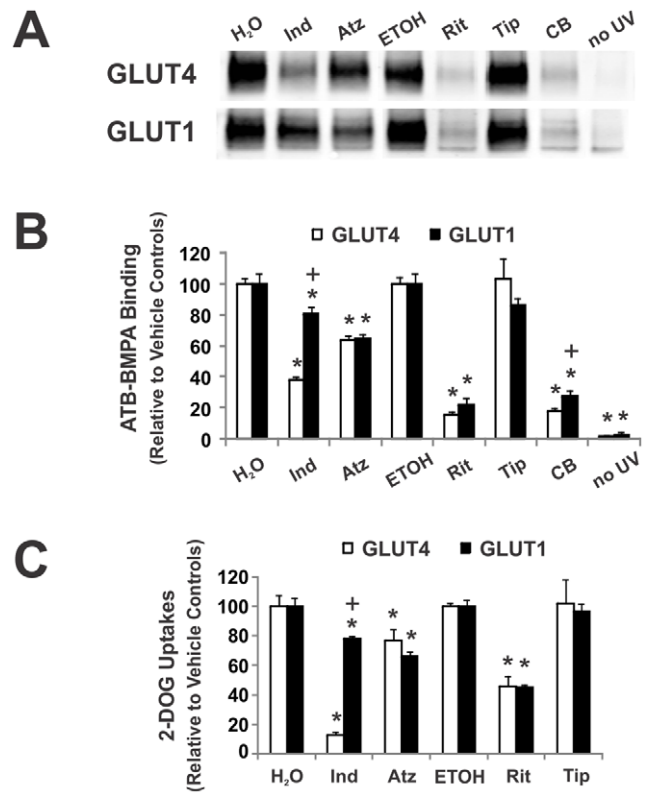 A
H₂O Ind Atz ETOH Rit Tip CB no UV
GLUT4
GLUT1
B
GLUT4 GLUT1
ATB-BMPA Binding
(Relative to Vehicle Controls)
120
100
80
60
40
20
0
+
*
*
* *
* *
+
*
*
* *
H₂O Ind Atz ETOH Rit Tip CB no UV
C
GLUT4 GLUT1
2-DOG Uptakes
(Relative to Vehicle Controls)
120
100
80
60
40
20
0
+
*
*
*
*
* *
H₂O Ind Atz ETOH Rit Tip